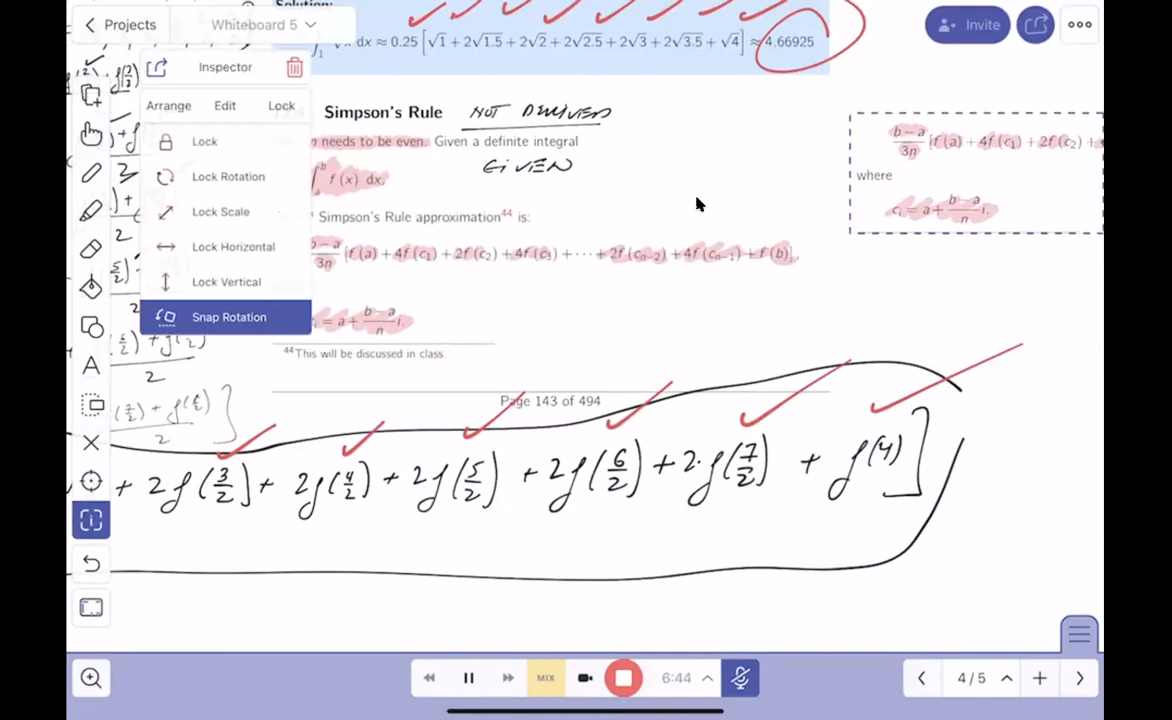 Projects
Whiteboard 5
Invite
Inspector
Arrange Edit Lock
Lock
Lock Rotation
Lock Scale
Lock Horizontal
Lock Vertical
Snap Rotation
Solution:
dx ≈ 0.25 [√1 + 2√1.5 + 2√2 + 2√2.5 + 2√3 + 2√3.5 + √4] ≈ 4.66925
Simpson's Rule NOT DERIVED
n needs to be even. Given a definite integral
GIVEN
f (x) dx.
Simpson's Rule approximation⁴⁴ is:
b−a/3n [f (a) + 4f (c₁) + 2f (c₂) + 4f (c₃) + ··· + 2f (cₙ₋₂) + 4f (cₙ₋₁) + f (b)],
= a + b−a/n i.
⁴⁴This will be discussed in class.
Page 143 of 494
b−a/3n [f (a) + 4f (c₁) + 2f (c₂) +
where
cᵢ = a + b−a/n i.
+ 2f(3/2) + 2f(4/2) + 2f(5/2) + 2f(6/2) + 2·f(7/2) + f(4)]
MIX
6:44
4 / 5